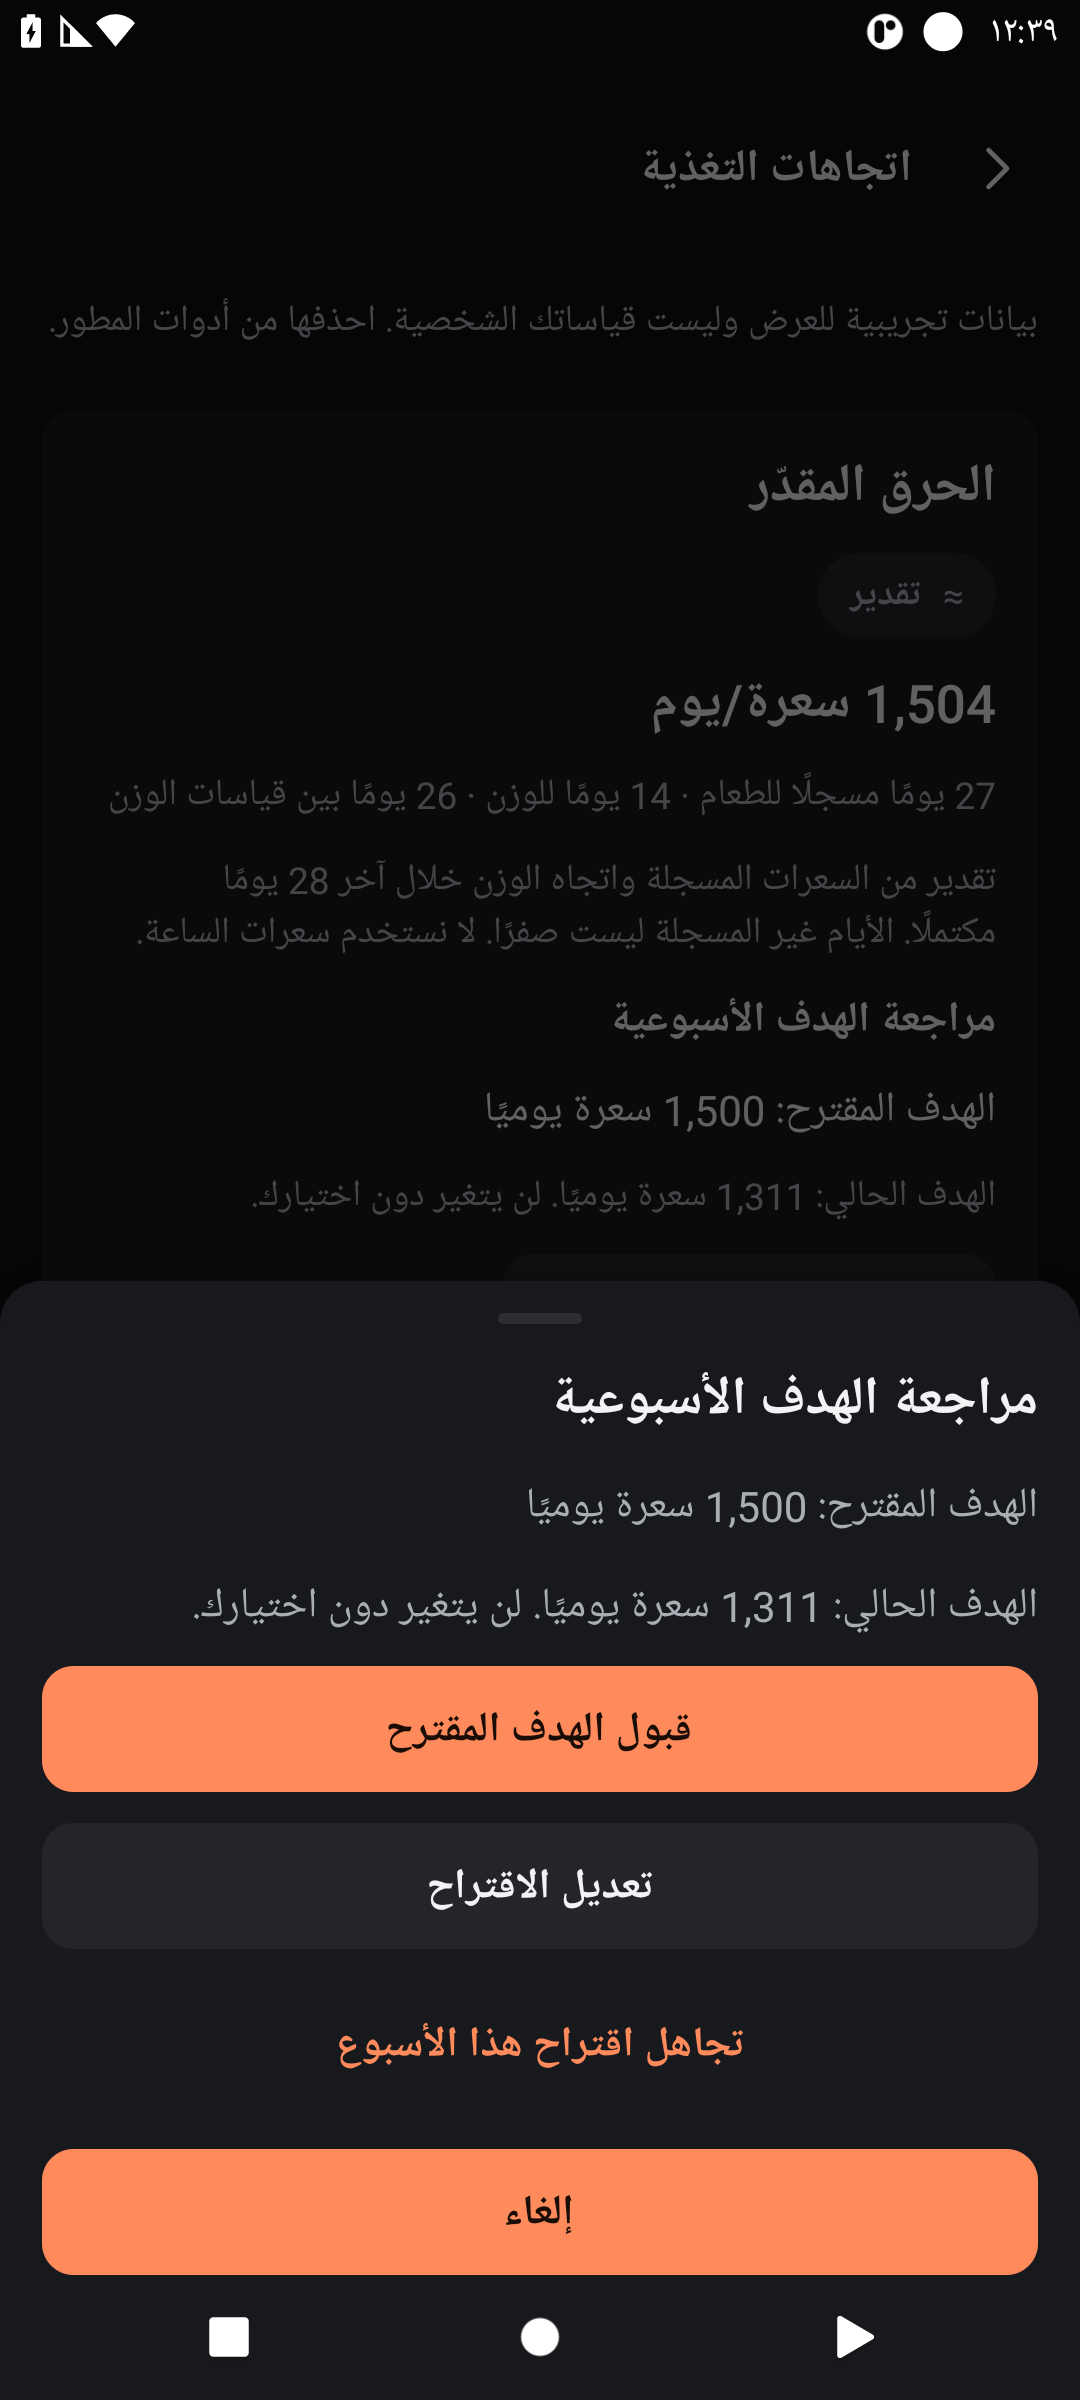 ١٢:٣٩
اتجاهات التغذية
بيانات تجريبية للعرض وليست قياساتك الشخصية. احذفها من أدوات المطور.
الحرق المقدّر
≈ تقدير
1,504 سعرة/يوم
27 يومًا مسجلًا للطعام · 14 يومًا للوزن · 26 يومًا بين قياسات الوزن
تقدير من السعرات المسجلة واتجاه الوزن خلال آخر 28 يومًا
مكتملًا. الأيام غير المسجلة ليست صفرًا. لا نستخدم سعرات الساعة.
مراجعة الهدف الأسبوعية
الهدف المقترح: 1,500 سعرة يوميًا
الهدف الحالي: 1,311 سعرة يوميًا. لن يتغير دون اختيارك.
مراجعة الهدف الأسبوعية
الهدف المقترح: 1,500 سعرة يوميًا
الهدف الحالي: 1,311 سعرة يوميًا. لن يتغير دون اختيارك.
قبول الهدف المقترح
تعديل الاقتراح
تجاهل اقتراح هذا الأسبوع
إلغاء